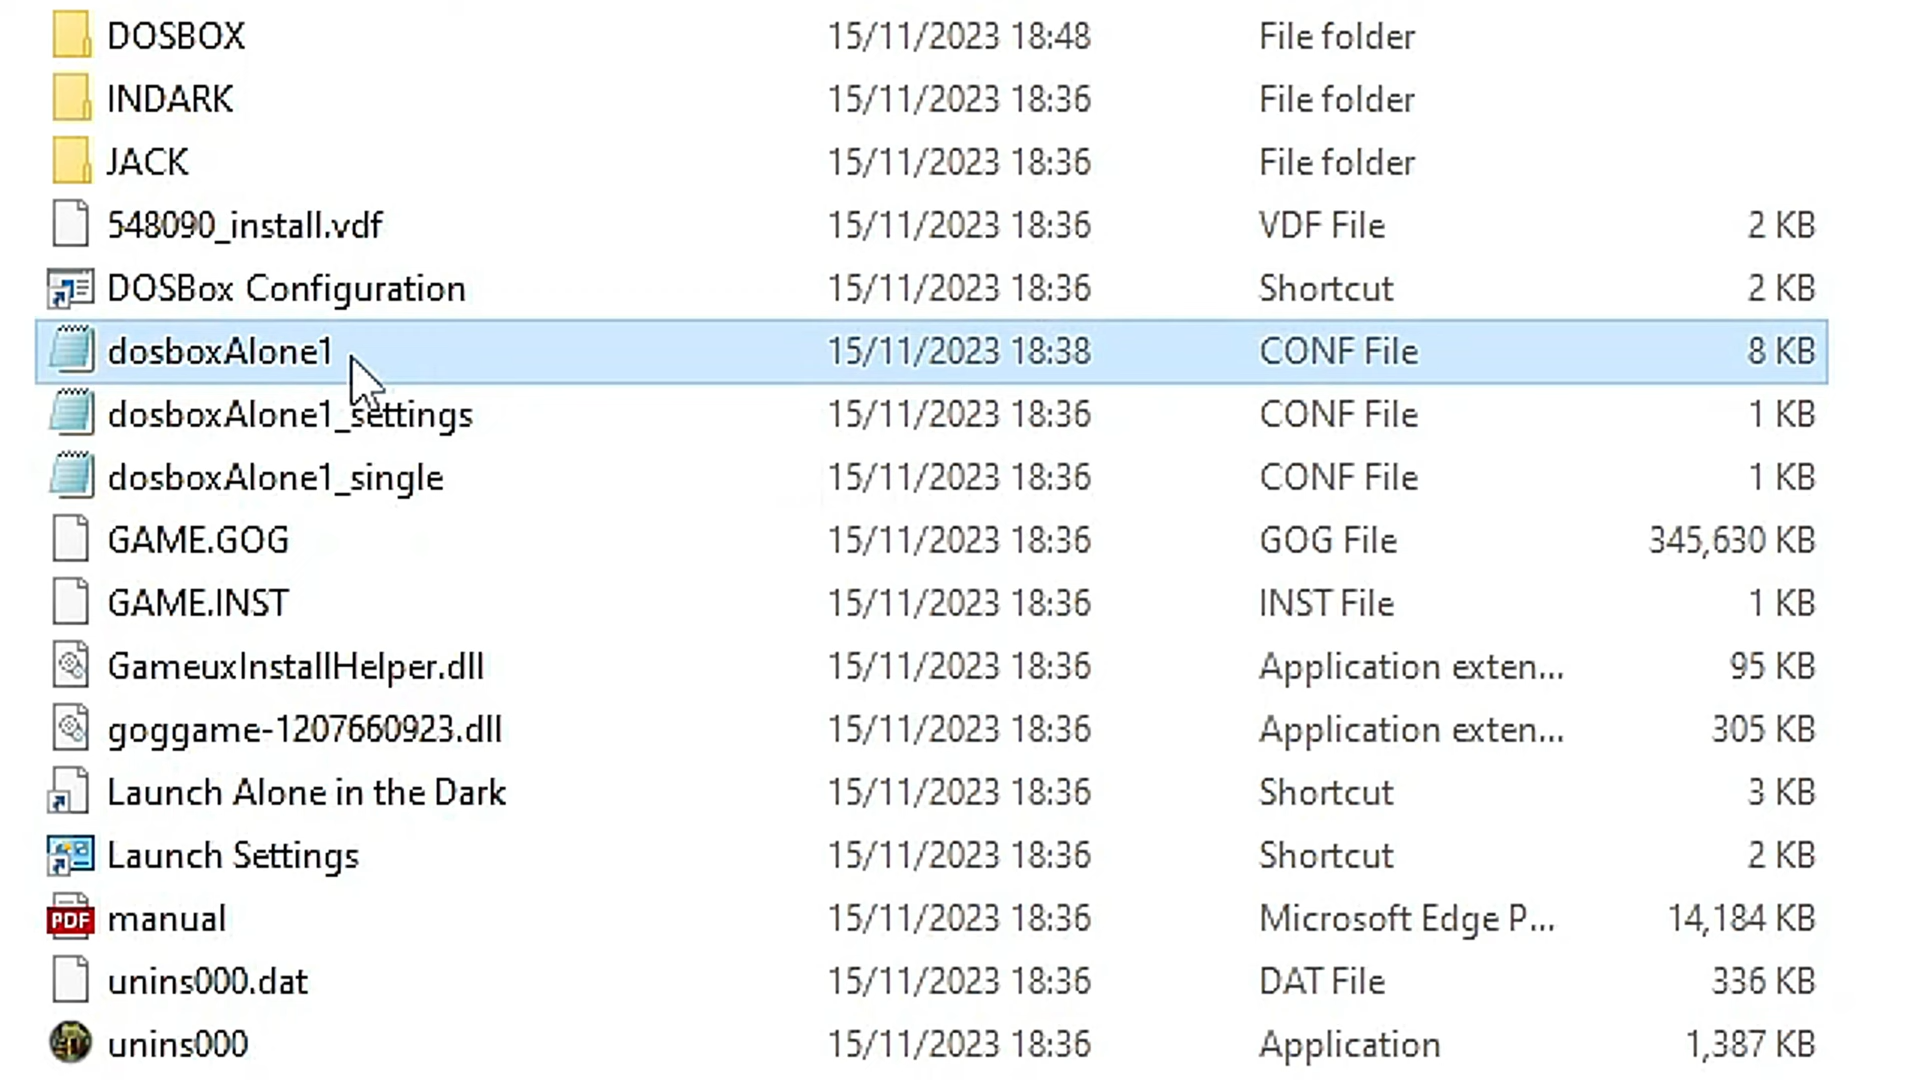 DOSBOX 15/11/2023 18:48 File folder
INDARK 15/11/2023 18:36 File folder
JACK 15/11/2023 18:36 File folder
548090_install.vdf 15/11/2023 18:36 VDF File 2 KB
DOSBox Configuration 15/11/2023 18:36 Shortcut 2 KB
dosboxAlone1 15/11/2023 18:38 CONF File 8 KB
dosboxAlone1_settings 15/11/2023 18:36 CONF File 1 KB
dosboxAlone1_single 15/11/2023 18:36 CONF File 1 KB
GAME.GOG 15/11/2023 18:36 GOG File 345,630 KB
GAME.INST 15/11/2023 18:36 INST File 1 KB
GameuxInstallHelper.dll 15/11/2023 18:36 Application exten... 95 KB
goggame-1207660923.dll 15/11/2023 18:36 Application exten... 305 KB
Launch Alone in the Dark 15/11/2023 18:36 Shortcut 3 KB
Launch Settings 15/11/2023 18:36 Shortcut 2 KB
PDF manual 15/11/2023 18:36 Microsoft Edge P... 14,184 KB
unins000.dat 15/11/2023 18:36 DAT File 336 KB
unins000 15/11/2023 18:36 Application 1,387 KB